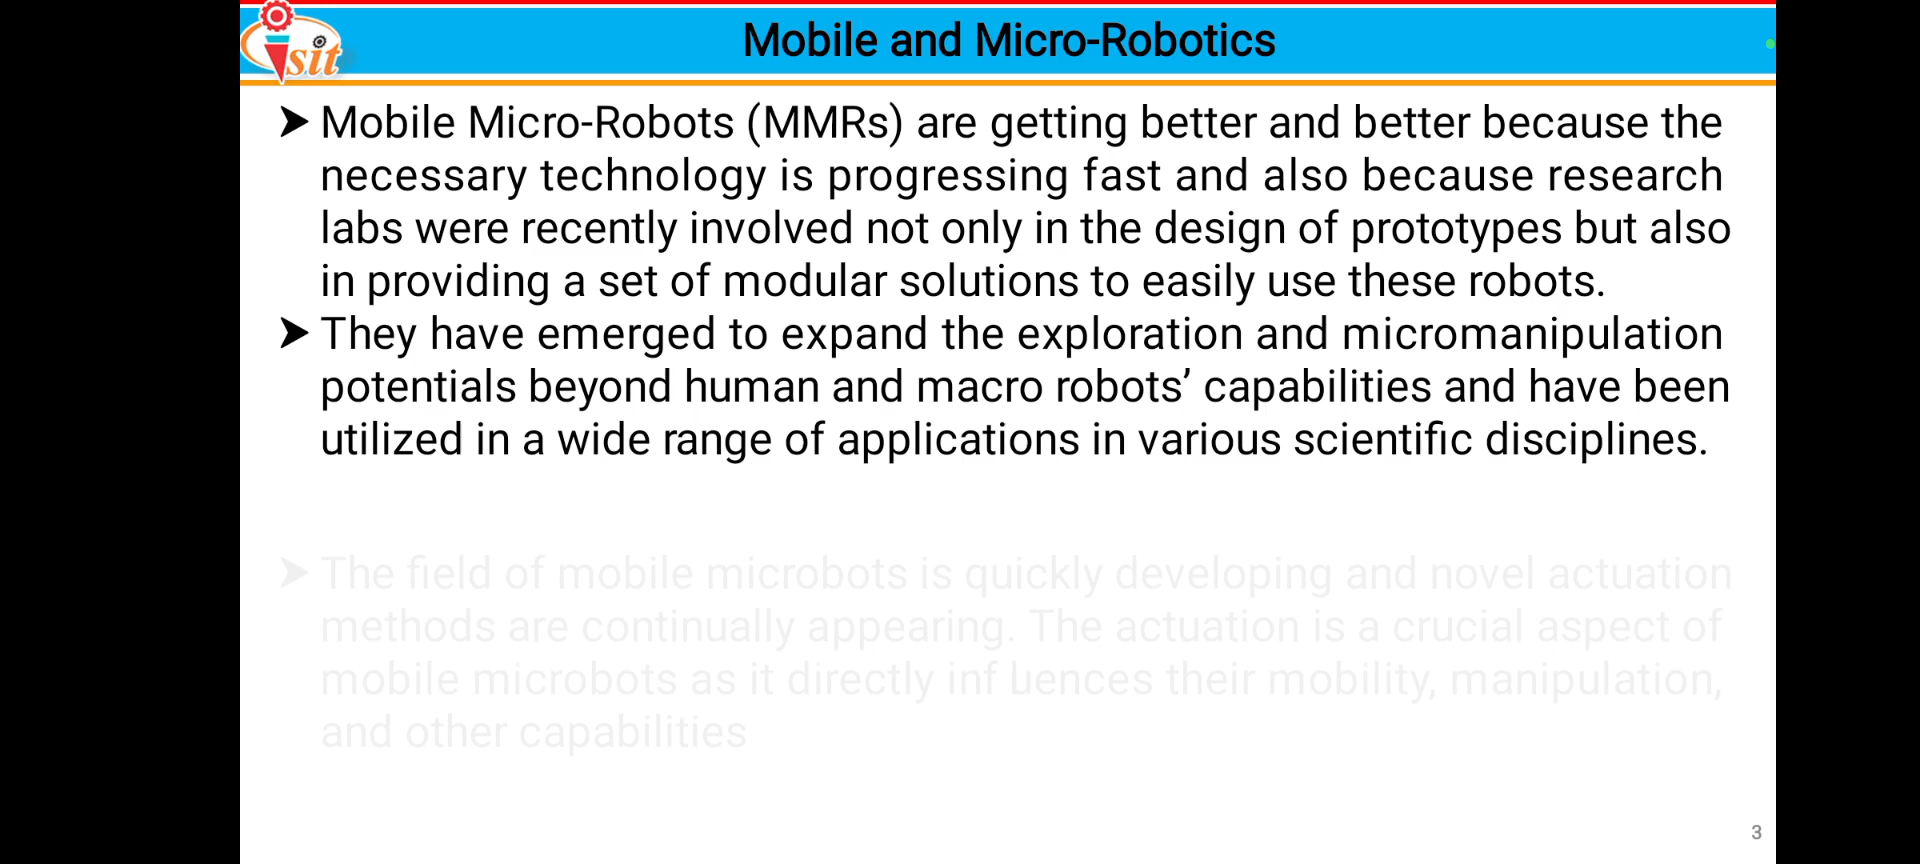 sit
Mobile and Micro-Robotics
➤ Mobile Micro-Robots (MMRs) are getting better and better because the
necessary technology is progressing fast and also because research
labs were recently involved not only in the design of prototypes but also
in providing a set of modular solutions to easily use these robots.
➤ They have emerged to expand the exploration and micromanipulation
potentials beyond human and macro robots’ capabilities and have been
utilized in a wide range of applications in various scientific disciplines.
➤ The field of mobile microbots is quickly developing and novel actuation
methods are continually appearing. The actuation is a crucial aspect of
mobile microbots as it directly inf luences their mobility, manipulation,
and other capabilities
3